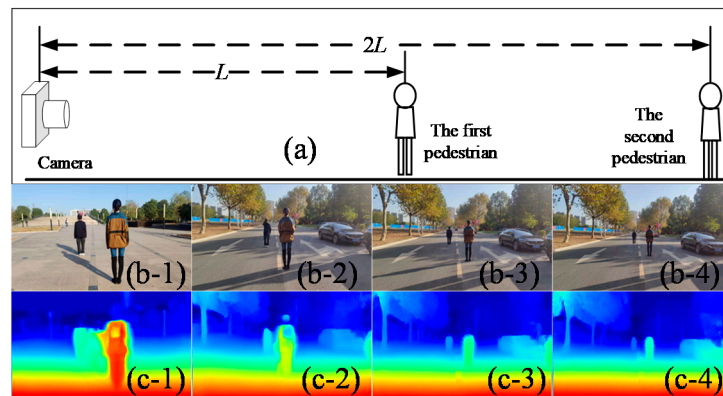 2L
L
Camera
(a)
The first
pedestrian
The
second
pedestrian
(b-1)
(b-2)
(b-3)
(b-4)
(c-1)
(c-2)
(c-3)
(c-4)